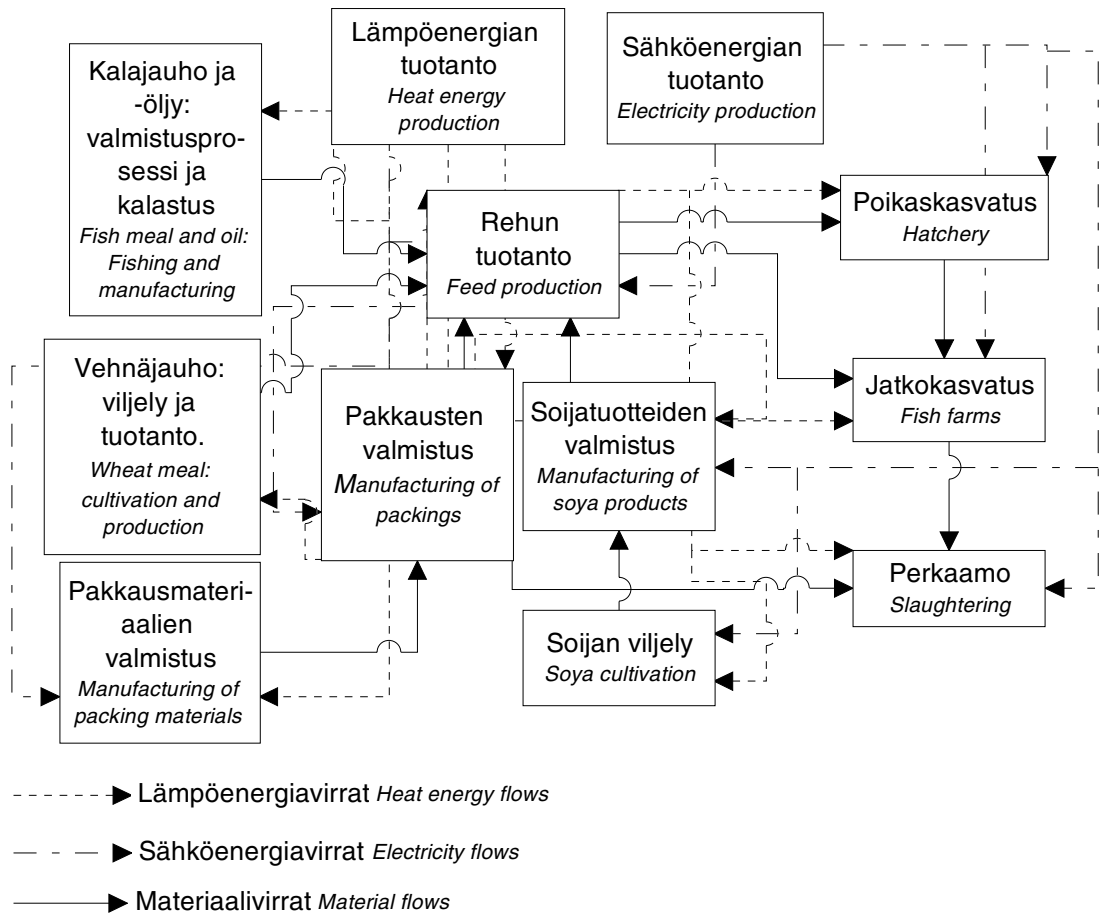 Kalajauho ja
-öljy:
valmistuspro-
sessi ja
kalastus
Fish meal and oil:
Fishing and
manufacturing
Lämpöenergian
tuotanto
Heat energy
production
Sähköenergian
tuotanto
Electricity production
Rehun
tuotanto
Feed production
Poikaskasvatus
Hatchery
Vehnäjauho:
viljely ja
tuotanto.
Wheat meal:
cultivation and
production
Pakkausten
valmistus
Manufacturing of
packings
Soijatuotteiden
valmistus
Manufacturing of
soya products
Jatkokasvatus
Fish farms
Pakkausmateri-
aalien
valmistus
Manufacturing of
packing materials
Soijan viljely
Soya cultivation
Perkaamo
Slaughtering
Lämpöenergiavirrat Heat energy flows
Sähköenergiavirrat Electricity flows
Materiaalivirrat Material flows